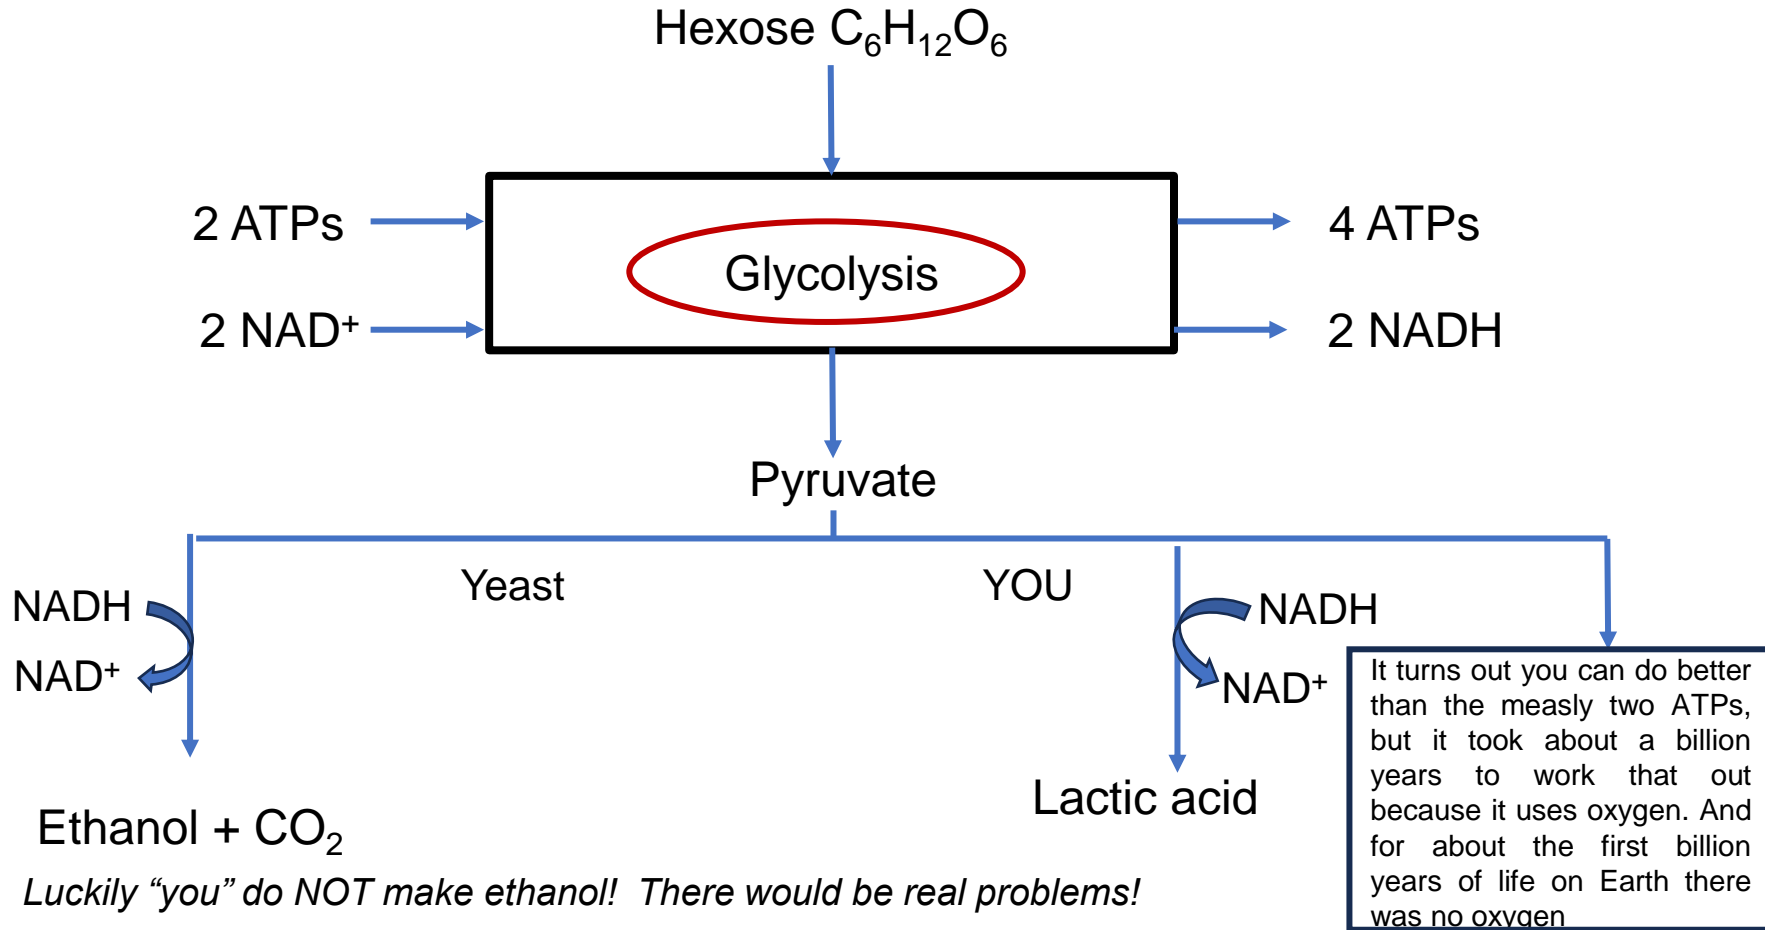 Hexose C₆H₁₂O₆
2 ATPs
4 ATPs
Glycolysis
2 NAD⁺
2 NADH
Pyruvate
Yeast
YOU
NADH
NAD⁺
NADH
NAD⁺
Ethanol + CO₂
Lactic acid
It turns out you can do better
than the measly two ATPs,
but it took about a billion
years to work that out
because it uses oxygen. And
for about the first billion
years of life on Earth there
was no oxygen
Luckily “you” do NOT make ethanol! There would be real problems!